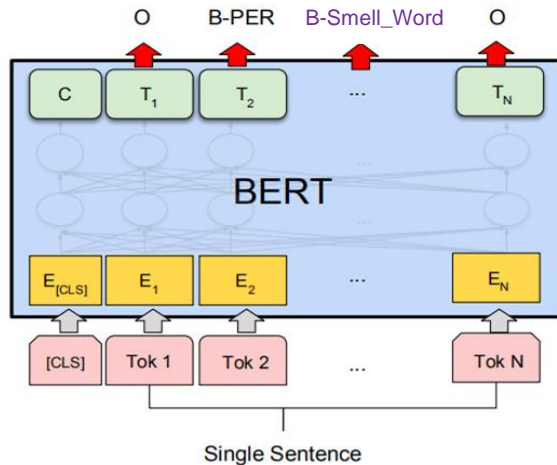 O B-PER B-Smell_Word O
C T1 T2 ... TN
...
BERT
...
E[CLS] E1 E2 ... EN
[CLS] Tok 1 Tok 2 ... Tok N
Single Sentence